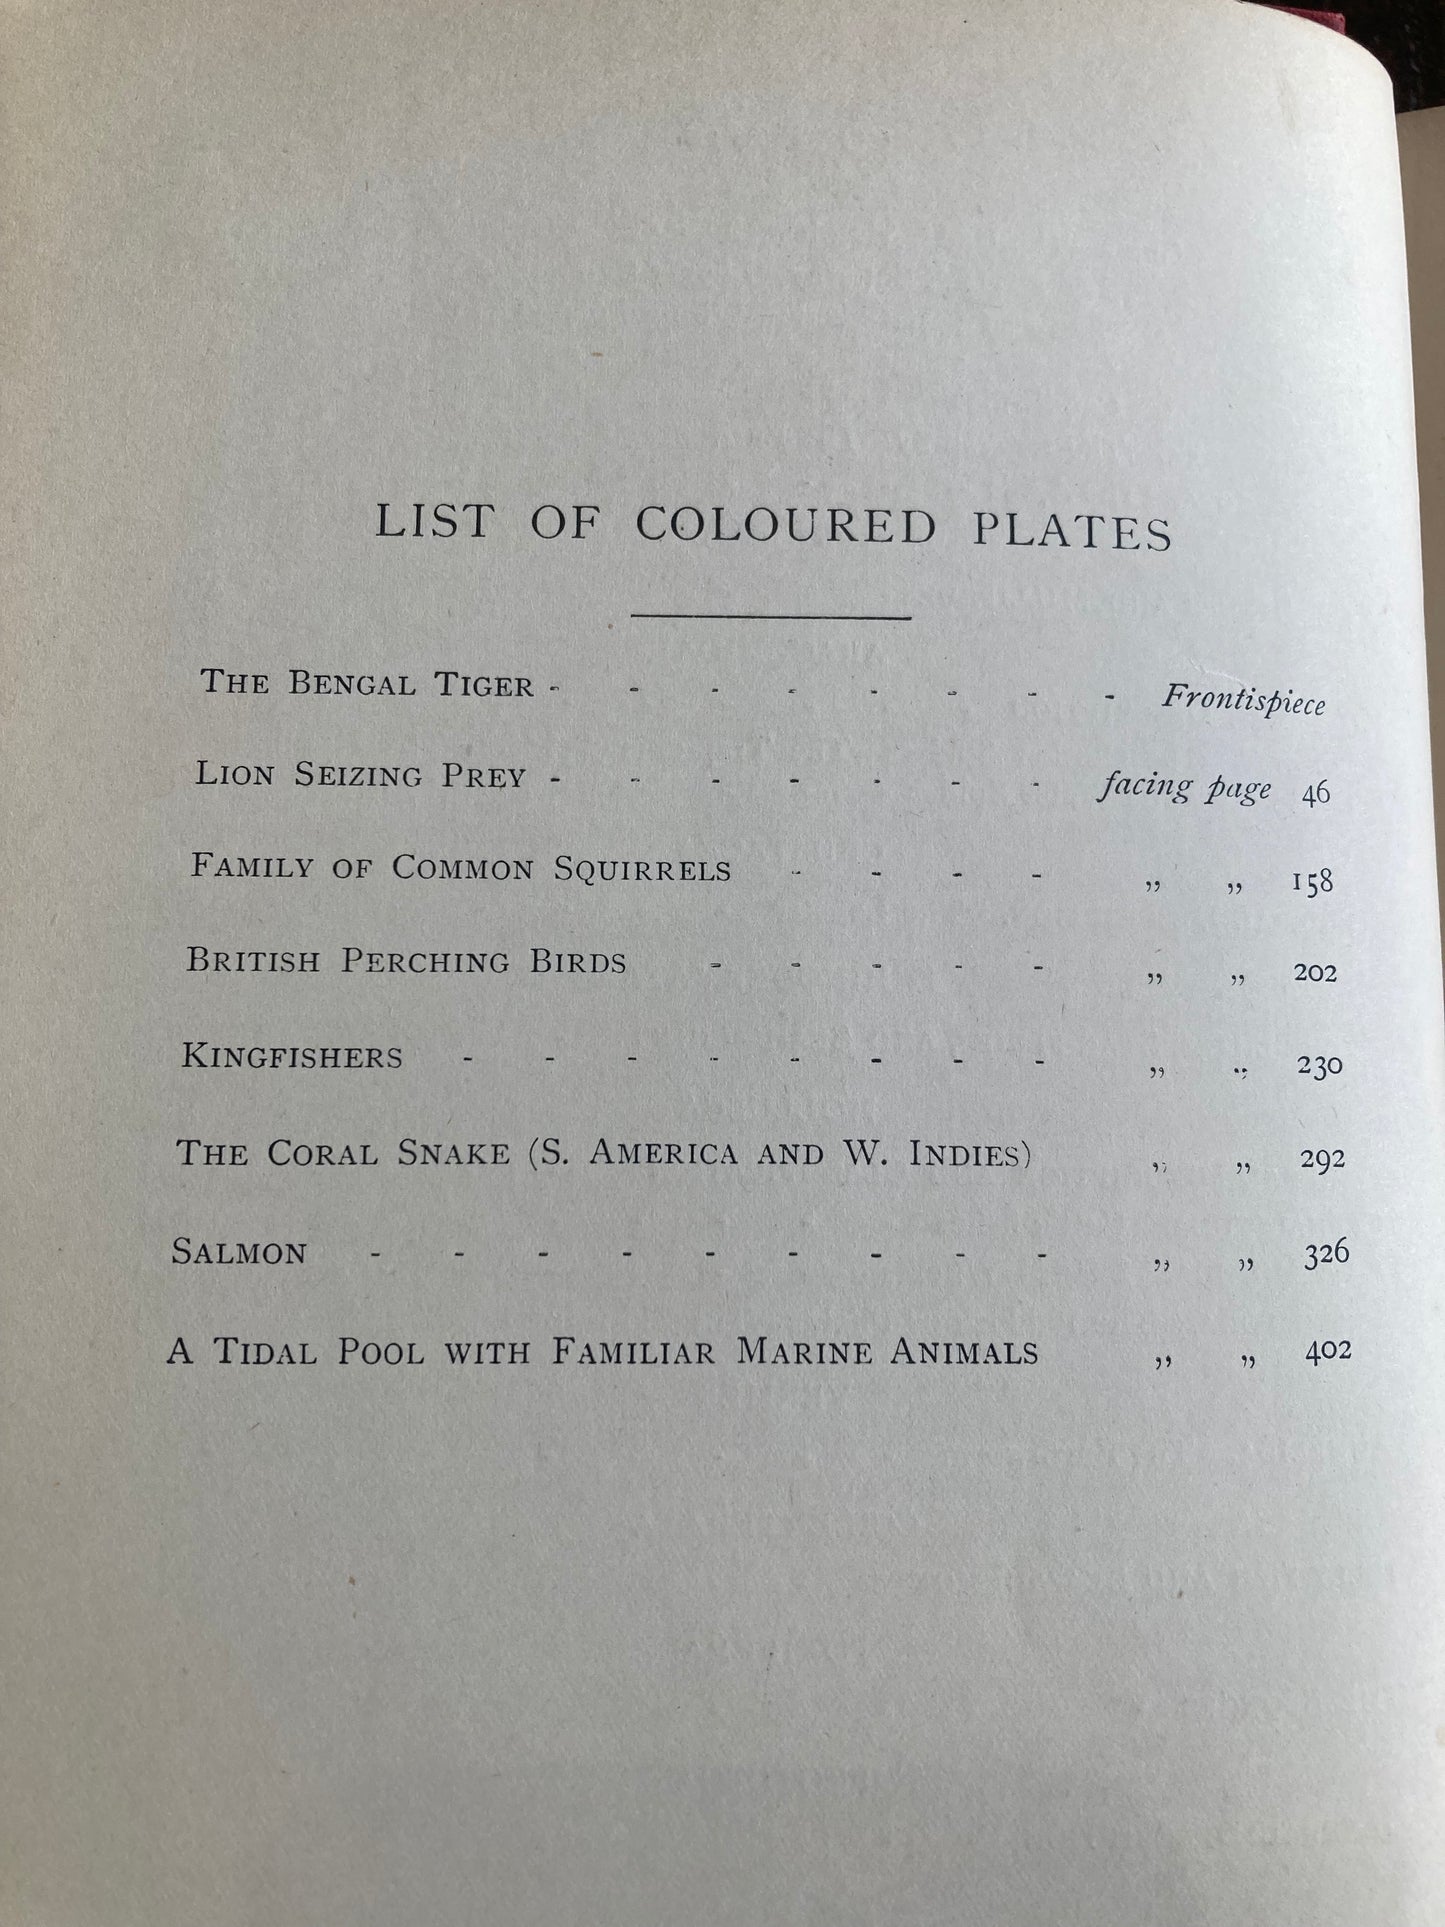 LIST OF COLOURED PLATES
THE BENGAL TIGER - - - - - - - - Frontispiece
LION SEIZING PREY - - - - - - - facing page 46
FAMILY OF COMMON SQUIRRELS - - - - „ „ 158
BRITISH PERCHING BIRDS - - - - - „ „ 202
KINGFISHERS - - - - - - - - „ „ 230
THE CORAL SNAKE (S. AMERICA AND W. INDIES) „ „ 292
SALMON - - - - - - - - - „ „ 326
A TIDAL POOL WITH FAMILIAR MARINE ANIMALS „ „ 402